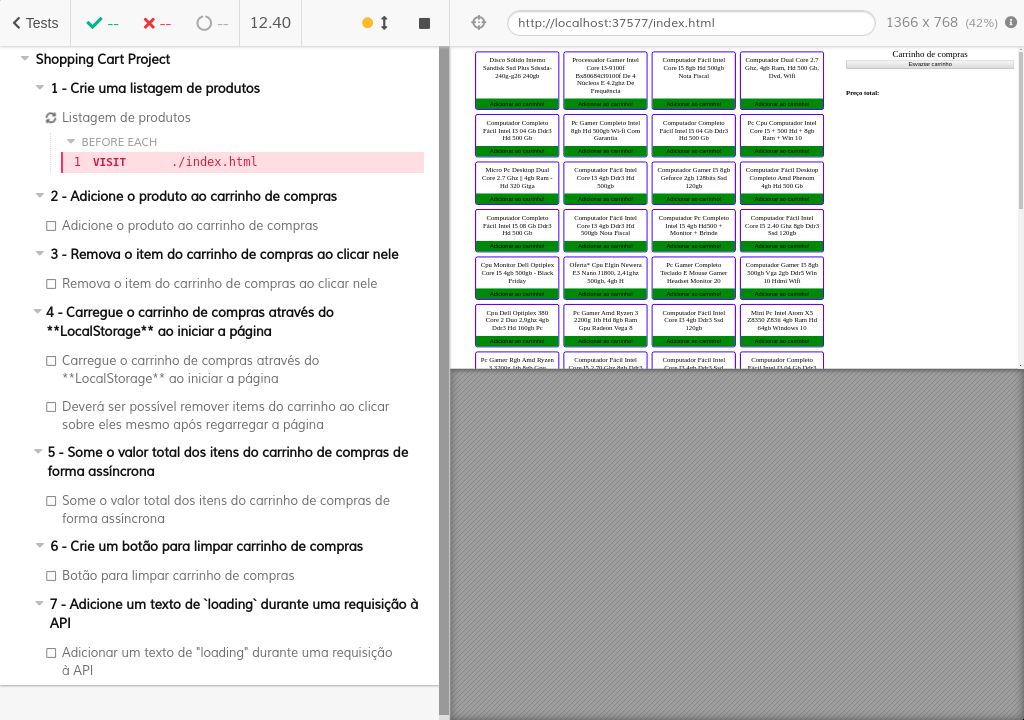 Tests
--
--
--
12.40
http://localhost:37577/index.html
1366 x 768 (42%)
Shopping Cart Project
1 - Crie uma listagem de produtos
Listagem de produtos
BEFORE EACH
1 VISIT ./index.html
2 - Adicione o produto ao carrinho de compras
Adicione o produto ao carrinho de compras
3 - Remova o item do carrinho de compras ao clicar nele
Remova o item do carrinho de compras ao clicar nele
4 - Carregue o carrinho de compras através do
**LocalStorage** ao iniciar a página
Carregue o carrinho de compras através do
**LocalStorage** ao iniciar a página
Deverá ser possível remover items do carrinho ao clicar
sobre eles mesmo após regarregar a página
5 - Some o valor total dos itens do carrinho de compras de
forma assíncrona
Some o valor total dos itens do carrinho de compras de
forma assíncrona
6 - Crie um botão para limpar carrinho de compras
Botão para limpar carrinho de compras
7 - Adicione um texto de `loading` durante uma requisição à
API
Adicionar um texto de "loading" durante uma requisição
à API
Disco Sólido Interno
Sandisk Ssd Plus Sdssda-
240g-g26 240gb
Adicionar ao carrinho!
Processador Gamer Intel
Core I3-9100f
Bx80684i39100f De 4
Núcleos E 4.2ghz De
Frequência
Adicionar ao carrinho!
Computador Fácil Intel
Core I5 8gb Hd 500gb
Nota Fiscal
Adicionar ao carrinho!
Computador Dual Core 2.7
Ghz, 4gb Ram, Hd 500 Gb,
Dvd, Wifi
Adicionar ao carrinho!
Computador Completo
Fácil Intel I3 04 Gb Ddr3
Hd 500 Gb
Adicionar ao carrinho!
Pc Gamer Completo Intel
8gb Hd 500gb Wi-fi Com
Garantia
Adicionar ao carrinho!
Computador Completo
Fácil Intel I5 04 Gb Ddr3
Hd 500 Gb
Adicionar ao carrinho!
Pc Cpu Computador Intel
Core I5 + 500 Hd + 8gb
Ram + Win 10
Adicionar ao carrinho!
Micro Pc Desktop Dual
Core 2.7 Ghz || 4gb Ram -
Hd 320 Giga
Adicionar ao carrinho!
Computador Fácil Intel
Core I3 4gb Ddr3 Hd
500gb
Adicionar ao carrinho!
Computador Gamer I5 8gb
Geforce 2gb 128bits Ssd
120gb
Adicionar ao carrinho!
Computador Fácil Desktop
Completo Amd Phenom
4gb Hd 500 Gb
Adicionar ao carrinho!
Computador Completo
Fácil Intel I5 08 Gb Ddr3
Hd 500 Gb
Adicionar ao carrinho!
Computador Fácil Intel
Core I3 4gb Ddr3 Hd
500gb Nota Fiscal
Adicionar ao carrinho!
Computador Pc Completo
Intel I5 4gb Hd500 +
Monitor + Brinde
Adicionar ao carrinho!
Computador Fácil Intel
Core I5 2.40 Ghz 8gb Ddr3
Ssd 120gb
Adicionar ao carrinho!
Cpu Monitor Dell Optiplex
Core I5 4gb 500gb - Black
Friday
Adicionar ao carrinho!
Oferta* Cpu Elgin Newera
E3 Nano J1800, 2,41ghz
500gb, 4gb H
Adicionar ao carrinho!
Pc Gamer Completo
Teclado E Mouse Gamer
Headset Monitor 20
Adicionar ao carrinho!
Computador Gamer I5 8gb
500gb Vga 2gb Ddr5 Win
10 Hdmi Wifi
Adicionar ao carrinho!
Cpu Dell Optiplex 380
Core 2 Duo 2,9ghz 4gb
Ddr3 Hd 160gb Pc
Adicionar ao carrinho!
Pc Gamer Amd Ryzen 3
2200g 1tb Hd 8gb Ram
Gpu Radeon Vega 8
Adicionar ao carrinho!
Computador Fácil Intel
Core I3 4gb Ddr3 Ssd
120gb
Adicionar ao carrinho!
Mini Pc Intel Atom X5
Z8350 Z83ii 4gb Ram Hd
64gb Windows 10
Adicionar ao carrinho!
Pc Gamer Rgb Amd Ryzen
Computador Fácil Intel
Computador Fácil Intel
Computador Completo
Carrinho de compras
Esvaziar carrinho
Preço total: